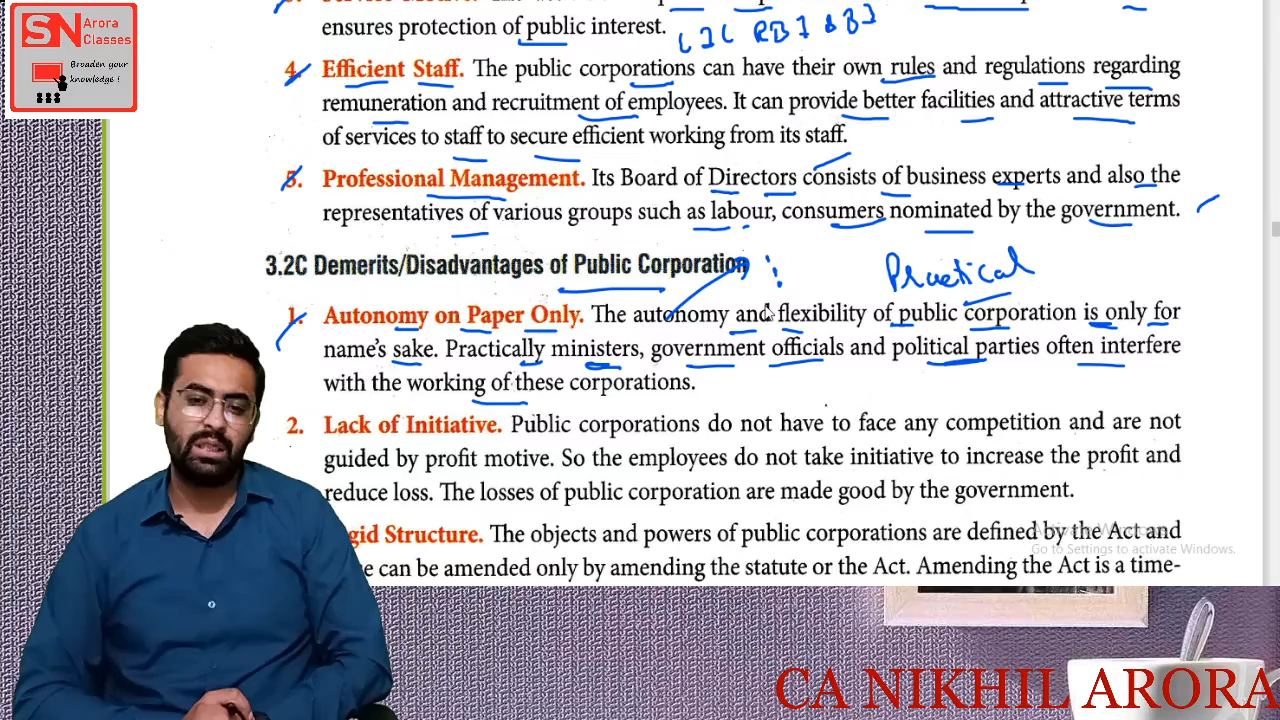 SN Arora
Classes
Broaden your
knowledge !
ensures protection of public interest.
LIC RBI SBI
4. Efficient Staff. The public corporations can have their own rules and regulations regarding
remuneration and recruitment of employees. It can provide better facilities and attractive terms
of services to staff to secure efficient working from its staff.
5. Professional Management. Its Board of Directors consists of business experts and also the
representatives of various groups such as labour, consumers nominated by the government.
3.2C Demerits/Disadvantages of Public Corporation
Practical
1. Autonomy on Paper Only. The autonomy and flexibility of public corporation is only for
name's sake. Practically ministers, government officials and political parties often interfere
with the working of these corporations.
2. Lack of Initiative. Public corporations do not have to face any competition and are not
guided by profit motive. So the employees do not take initiative to increase the profit and
reduce loss. The losses of public corporation are made good by the government.
gid Structure. The objects and powers of public corporations are defined by the Act and
e can be amended only by amending the statute or the Act. Amending the Act is a time-
Activate Windows
Go to Settings to activate Windows.
CA NIKHIL ARORA